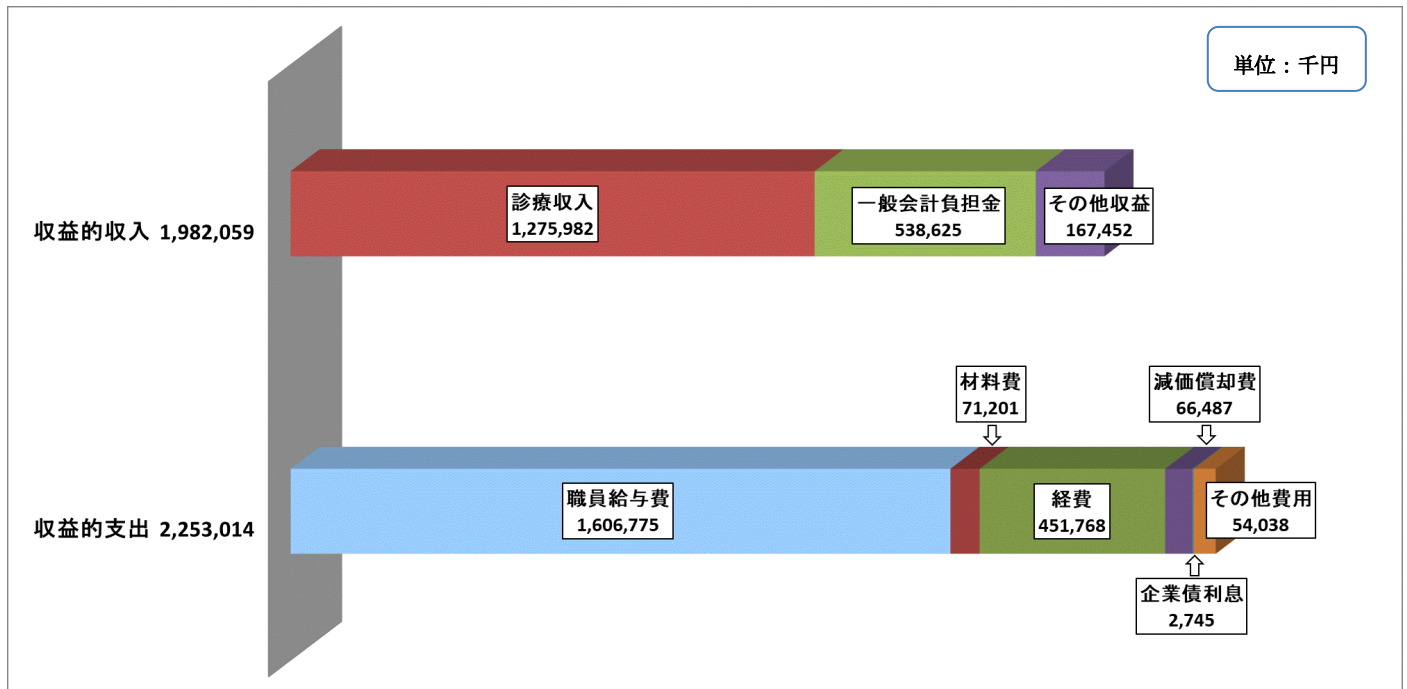 単位：千円
収益的収入 1,982,059
診療収入
1,275,982
一般会計負担金
538,625
その他収益
167,452
収益的支出 2,253,014
職員給与費
1,606,775
材料費
71,201
経費
451,768
減価償却費
66,487
企業債利息
2,745
その他費用
54,038